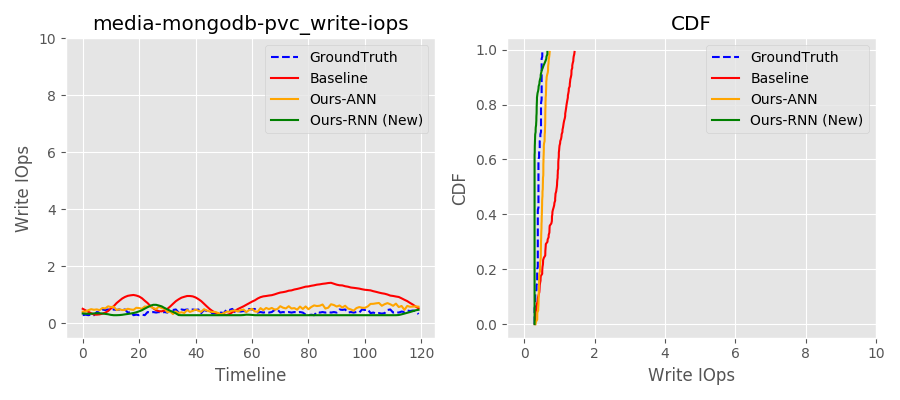 media-mongodb-pvc_write-iops
Write IOps
10
8
6
4
2
0
0 20 40 60 80 100 120
Timeline
GroundTruth
Baseline
Ours-ANN
Ours-RNN (New)
CDF
CDF
1.0
0.8
0.6
0.4
0.2
0.0
0 2 4 6 8 10
Write IOps
GroundTruth
Baseline
Ours-ANN
Ours-RNN (New)